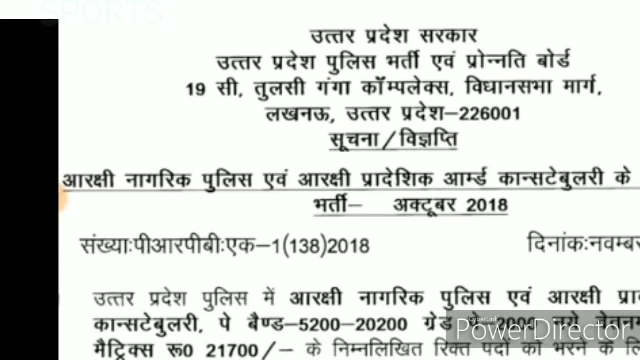 SPORTS
उत्तर प्रदेश सरकार
उत्तर प्रदेश पुलिस भर्ती एवं प्रोन्नति बोर्ड
19 सी, तुलसी गंगा कॉम्पलेक्स, विधानसभा मार्ग,
लखनऊ, उत्तर प्रदेश–226001
सूचना/विज्ञप्ति
आरक्षी नागरिक पुलिस एवं आरक्षी प्रादेशिक आर्म्ड कान्सटेबुलरी के
भर्ती– अक्टूबर 2018
संख्याःपीआरपीबीःएक–1(138)2018 दिनांकःनवम्बर
उत्तर प्रदेश पुलिस में आरक्षी नागरिक पुलिस एवं आरक्षी
कान्सटेबुलरी, पे बैण्ड–5200–20200 ग्रेड
मैट्रिक्स रू0 21700/– के निम्नलिखित रिक्त पदों को भरने के
CyberLink
PowerDirector